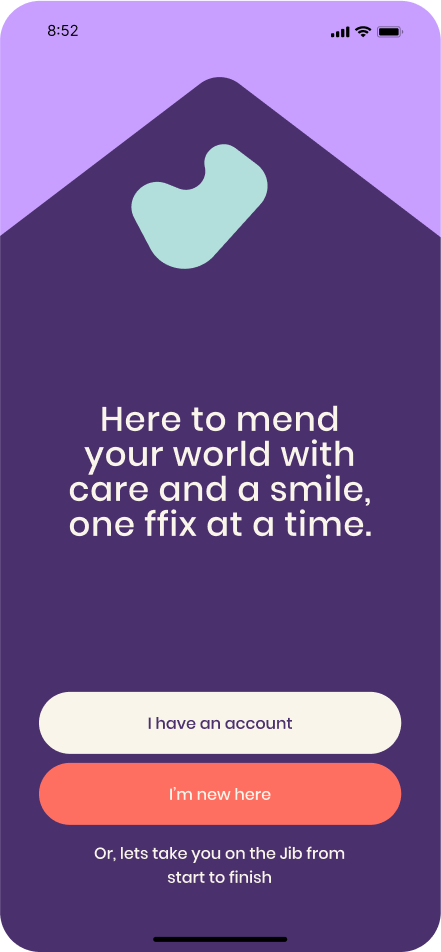 8:52
Here to mend
your world with
care and a smile,
one ffix at a time.
I have an account
I'm new here
Or, lets take you on the Jib from
start to finish